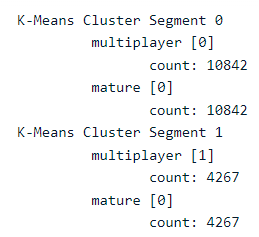 K-Means Cluster Segment 0
multiplayer [0]
count: 10842
mature [0]
count: 10842
K-Means Cluster Segment 1
multiplayer [1]
count: 4267
mature [0]
count: 4267